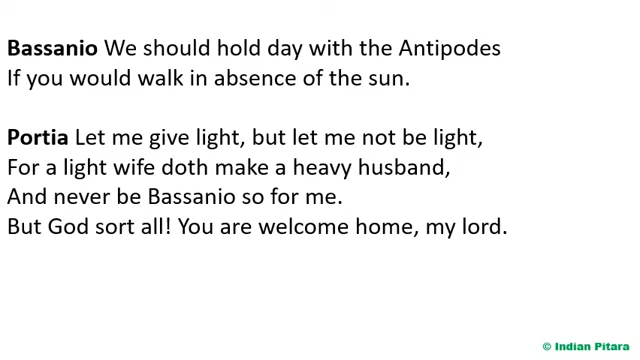 Bassanio We should hold day with the Antipodes
If you would walk in absence of the sun.
Portia Let me give light, but let me not be light,
For a light wife doth make a heavy husband,
And never be Bassanio so for me.
But God sort all! You are welcome home, my lord.
© Indian Pitara